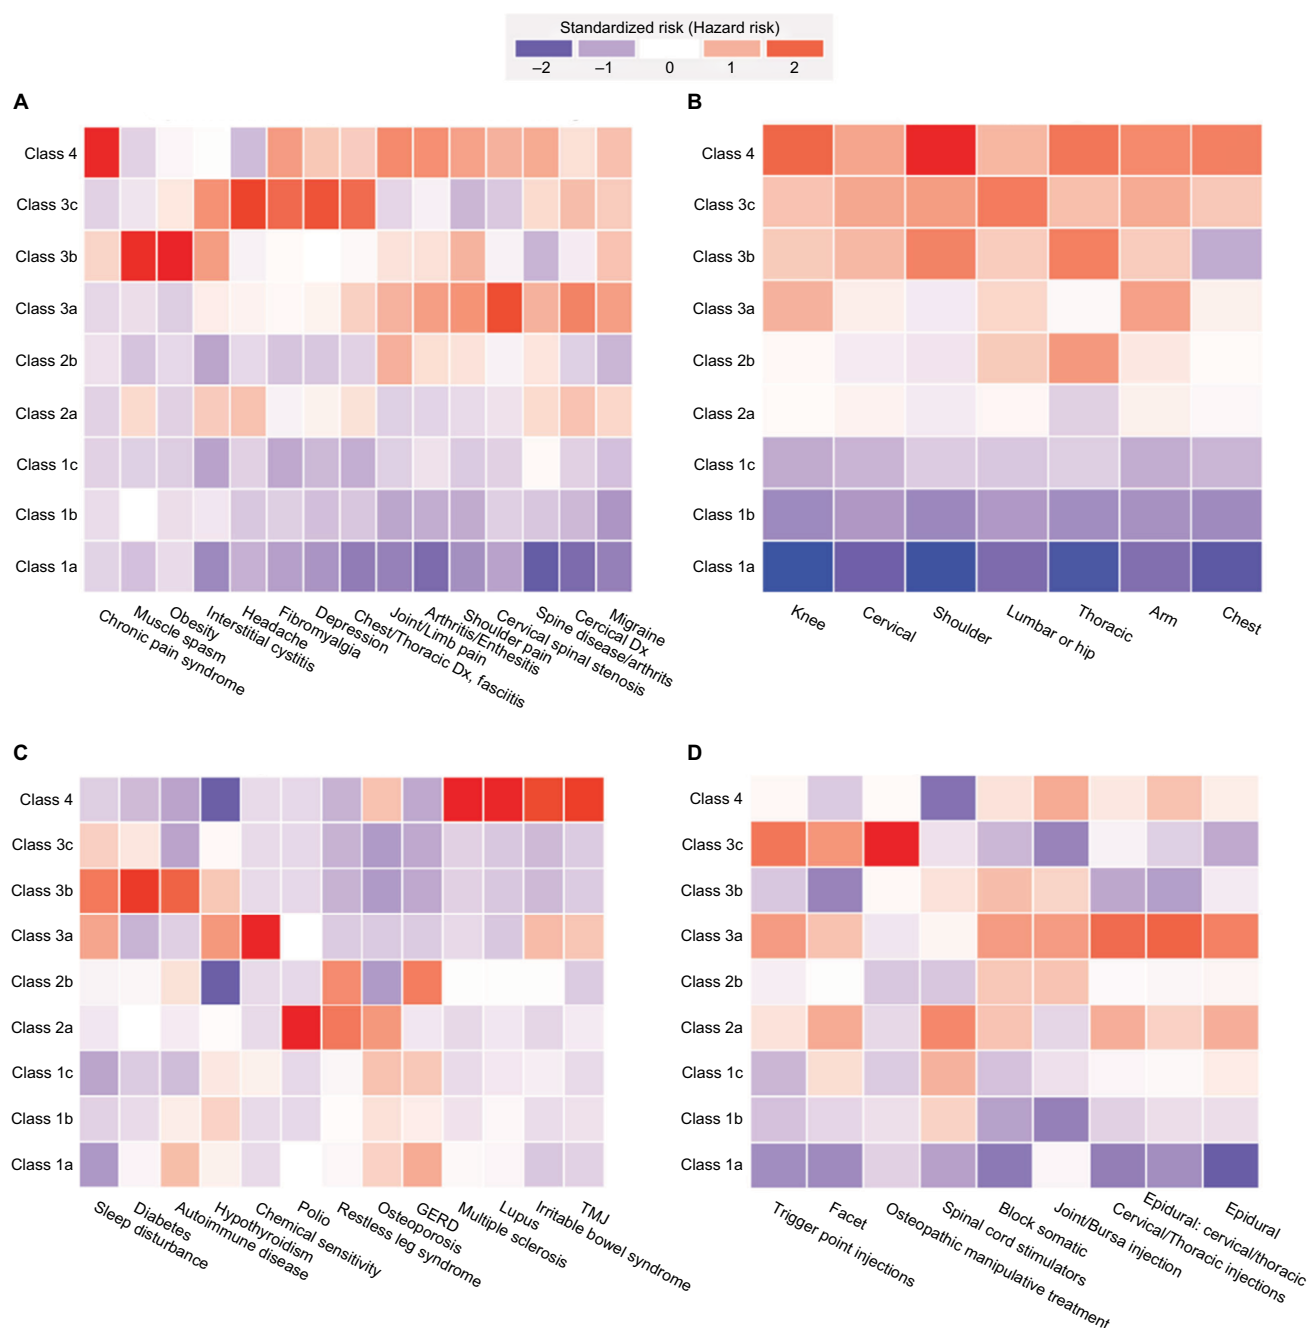 Standardized risk (Hazard risk)
–2 –1 0 1 2
A
Class 4
Class 3c
Class 3b
Class 3a
Class 2b
Class 2a
Class 1c
Class 1b
Class 1a
Chronic pain syndrome
Muscle spasm
Obesity
Interstitial cystitis
Headache
Fibromyalgia
Depression
Chest/Thoracic Dx, fasciitis
Joint/Limb pain
Arthritis/Enthesitis
Shoulder pain
Cervical spinal stenosis
Spine disease/arthrits
Cercical Dx
Migraine
B
Class 4
Class 3c
Class 3b
Class 3a
Class 2b
Class 2a
Class 1c
Class 1b
Class 1a
Knee
Cervical
Shoulder
Lumbar or hip
Thoracic
Arm
Chest
C
Class 4
Class 3c
Class 3b
Class 3a
Class 2b
Class 2a
Class 1c
Class 1b
Class 1a
Sleep disturbance
Diabetes
Autoimmune disease
Hypothyroidism
Chemical sensitivity
Polio
Restless leg syndrome
Osteoporosis
GERD
Multiple sclerosis
Lupus
Irritable bowel syndrome
TMJ
D
Class 4
Class 3c
Class 3b
Class 3a
Class 2b
Class 2a
Class 1c
Class 1b
Class 1a
Trigger point injections
Facet
Osteopathic manipulative treatment
Spinal cord stimulators
Block somatic
Joint/Bursa injection
Cervical/Thoracic injections
Epidural: cervical/thoracic
Epidural